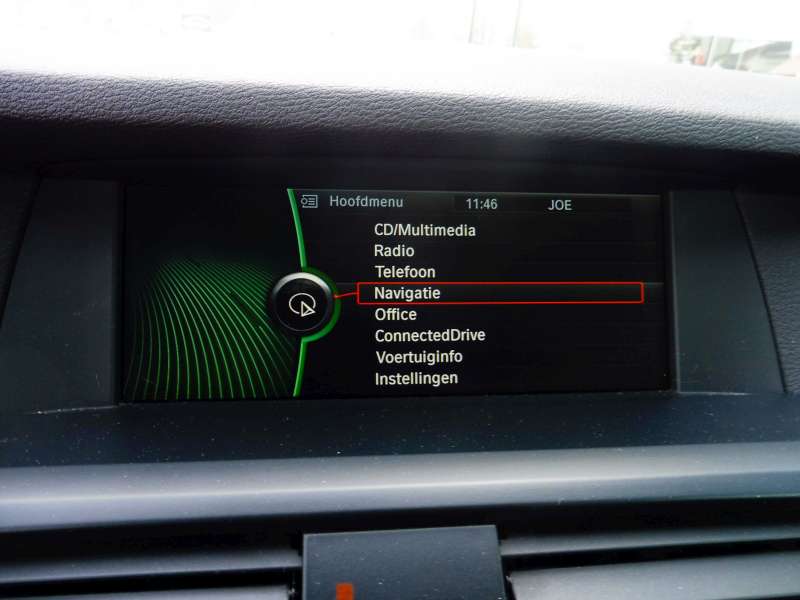 Hoofdmenu 11:46 JOE
CD/Multimedia
Radio
Telefoon
Navigatie
Office
ConnectedDrive
Voertuiginfo
Instellingen